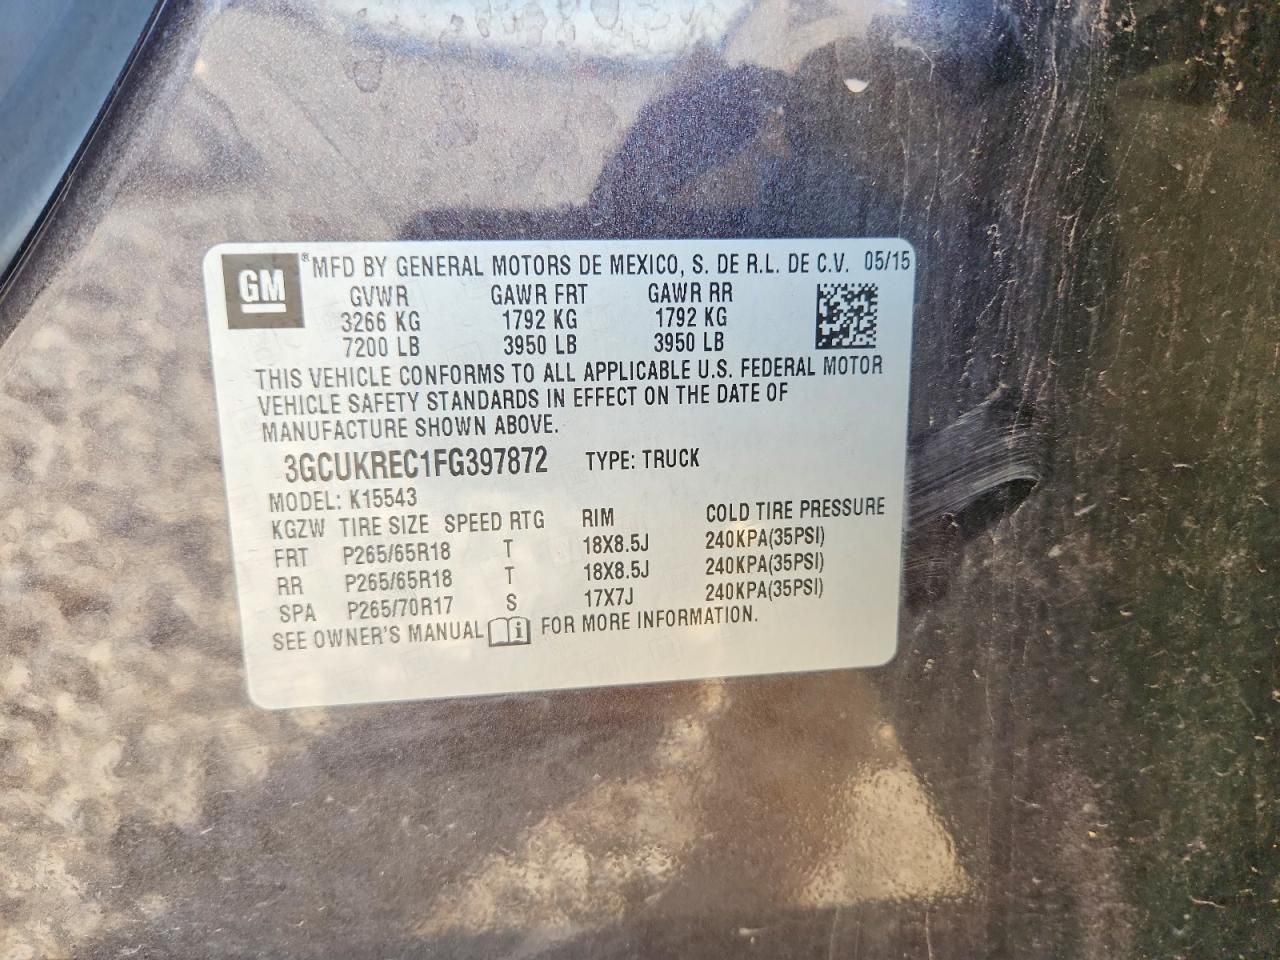 GM ® MFD BY GENERAL MOTORS DE MEXICO, S. DE R.L. DE C.V. 05/15
GVWR GAWR FRT GAWR RR
3266 KG 1792 KG 1792 KG
7200 LB 3950 LB 3950 LB
THIS VEHICLE CONFORMS TO ALL APPLICABLE U.S. FEDERAL MOTOR
VEHICLE SAFETY STANDARDS IN EFFECT ON THE DATE OF
MANUFACTURE SHOWN ABOVE.
3GCUKREC1FG397872 TYPE: TRUCK
MODEL: K15543
KGZW TIRE SIZE SPEED RTG RIM COLD TIRE PRESSURE
FRT P265/65R18 T 18X8.5J 240KPA(35PSI)
RR P265/65R18 T 18X8.5J 240KPA(35PSI)
SPA P265/70R17 S 17X7J 240KPA(35PSI)
SEE OWNER'S MANUAL i FOR MORE INFORMATION.